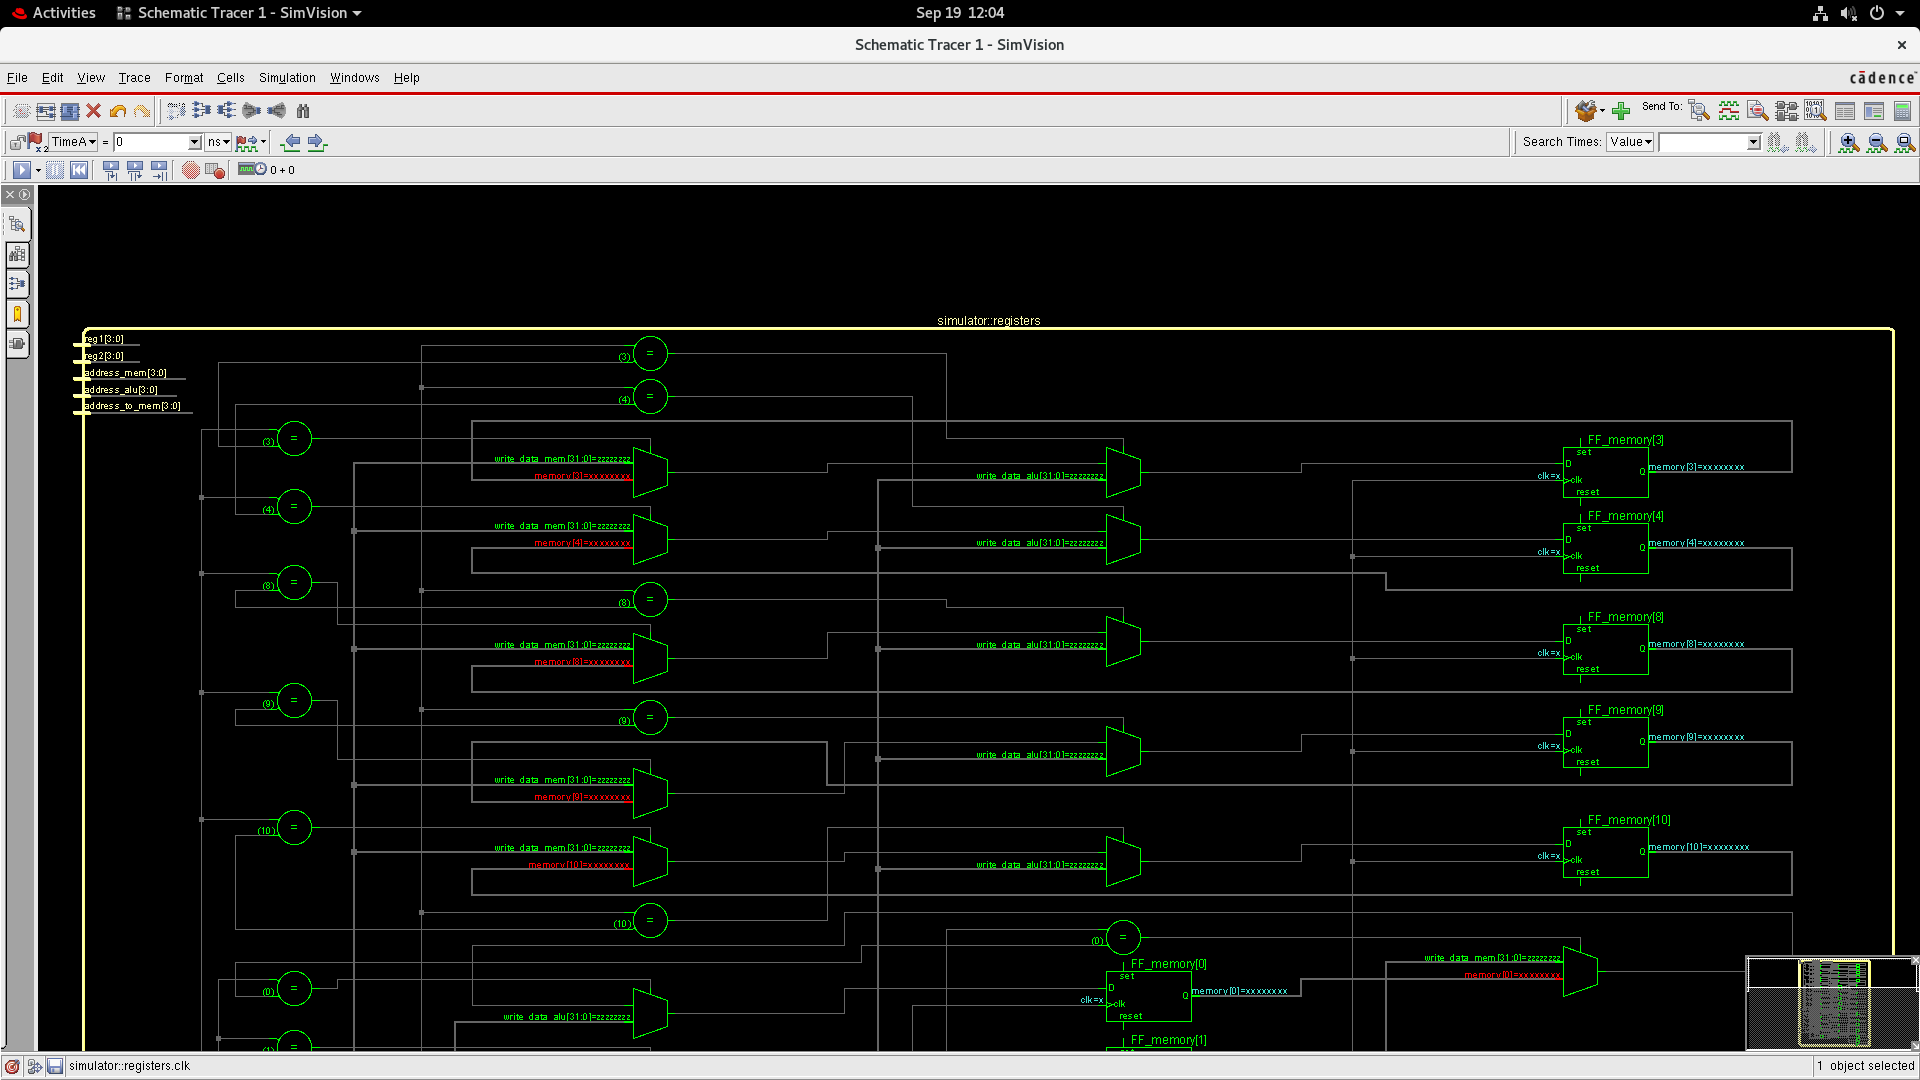 Activities
Schematic Tracer 1 - SimVision
Sep 19 12:04
Schematic Tracer 1 - SimVision
File Edit View Trace Format Cells Simulation Windows Help
cādence
Send To:
TimeA = 0 ns
Search Times: Value
0 + 0
simulator::registers
reg1[3:0]
reg2[3:0]
address_mem[3:0]
address_alu[3:0]
address_to_mem[3:0]
(3) =
(4) =
(3) =
FF_memory[3]
set
write_data_mem[31:0]=zzzzzzzz
D
memory[3]=xxxxxxxx
memory[3]=xxxxxxxx
write_data_alu[31:0]=zzzzzzzz
clk=x
clk
Q
reset
(4) =
FF_memory[4]
set
write_data_mem[31:0]=zzzzzzzz
D
memory[4]=xxxxxxxx
write_data_alu[31:0]=zzzzzzzz
memory[4]=xxxxxxxx
clk=x
clk
Q
reset
(8) =
(8) =
FF_memory[8]
set
write_data_mem[31:0]=zzzzzzzz
write_data_alu[31:0]=zzzzzzzz
D
memory[8]=xxxxxxxx
clk=x
clk
Q
reset
(9) =
(9) =
FF_memory[9]
set
D
memory[9]=xxxxxxxx
write_data_alu[31:0]=zzzzzzzz
clk=x
clk
Q
reset
write_data_mem[31:0]=zzzzzzzz
memory[9]=xxxxxxxx
(10) =
FF_memory[10]
set
write_data_mem[31:0]=zzzzzzzz
D
memory[10]=xxxxxxxx
memory[10]=xxxxxxxx
write_data_alu[31:0]=zzzzzzzz
clk=x
clk
Q
reset
(10) =
(0) =
write_data_mem[31:0]=zzzzzzzz
memory[0]=xxxxxxxx
FF_memory[0]
set
(0) =
D
memory[0]=xxxxxxxx
clk=x
clk
Q
reset
write_data_alu[31:0]=zzzzzzzz
FF_memory[1]
=
simulator::registers.clk
1 object selected